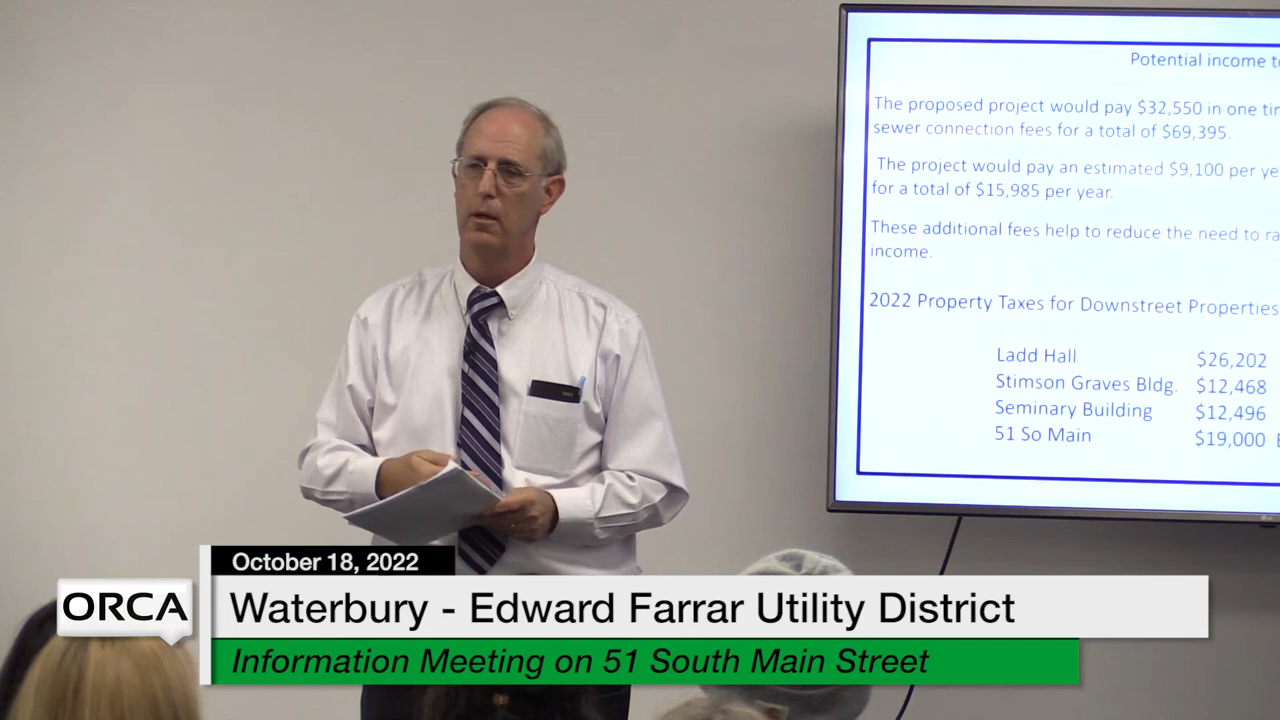 Potential income to
The proposed project would pay $32,550 in one
sewer connection fees for a total of $69,395.
The project would pay an estimated $9,100 per
for a total of $15,985 per year.
These additional fees help to reduce the need to
income.
2022 Property Taxes for Downstreet Properties
Ladd Hall $26,202
Stimson Graves Bldg. $12,468
Seminary Building $12,496
51 So Main $19,000
October 18, 2022
ORCA
Waterbury - Edward Farrar Utility District
Information Meeting on 51 South Main Street